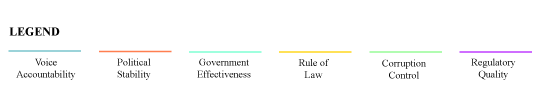 LEGEND
Voice
Accountability
Political
Stability
Government
Effectiveness
Rule of
Law
Corruption
Control
Regulatory
Quality